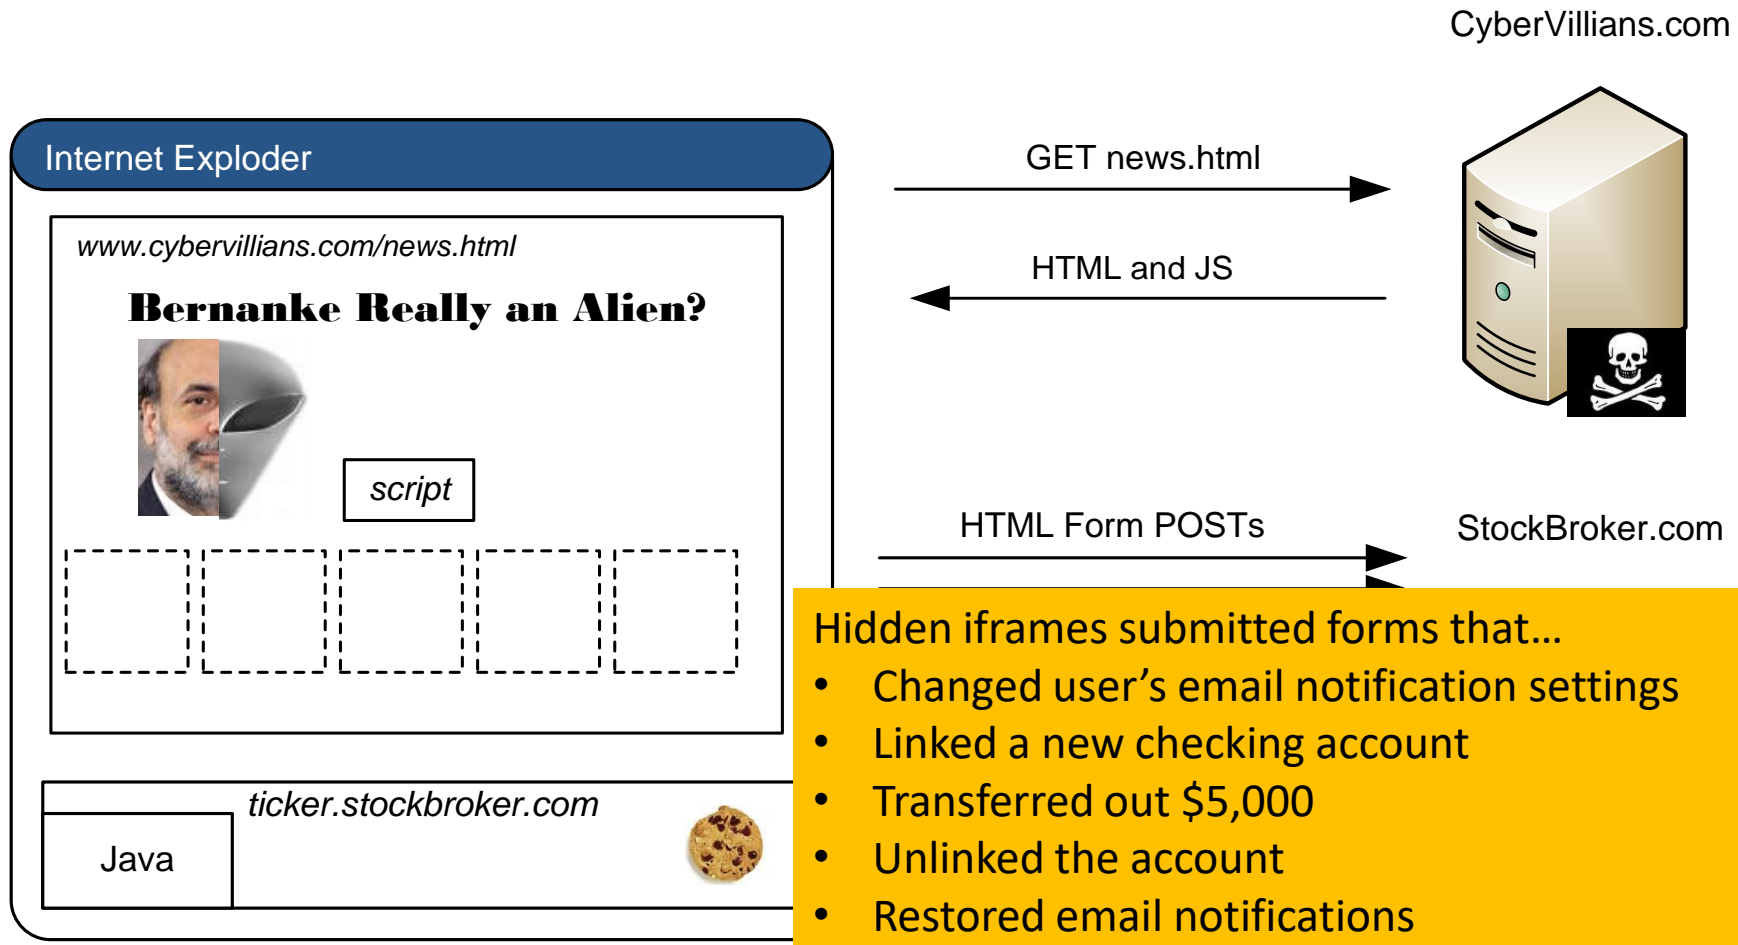 CyberVillians.com
Internet Exploder
GET news.html
www.cybervillians.com/news.html
HTML and JS
Bernanke Really an Alien?
script
HTML Form POSTs
StockBroker.com
Hidden iframes submitted forms that…
• Changed user’s email notification settings
• Linked a new checking account
• Transferred out $5,000
• Unlinked the account
• Restored email notifications
ticker.stockbroker.com
Java